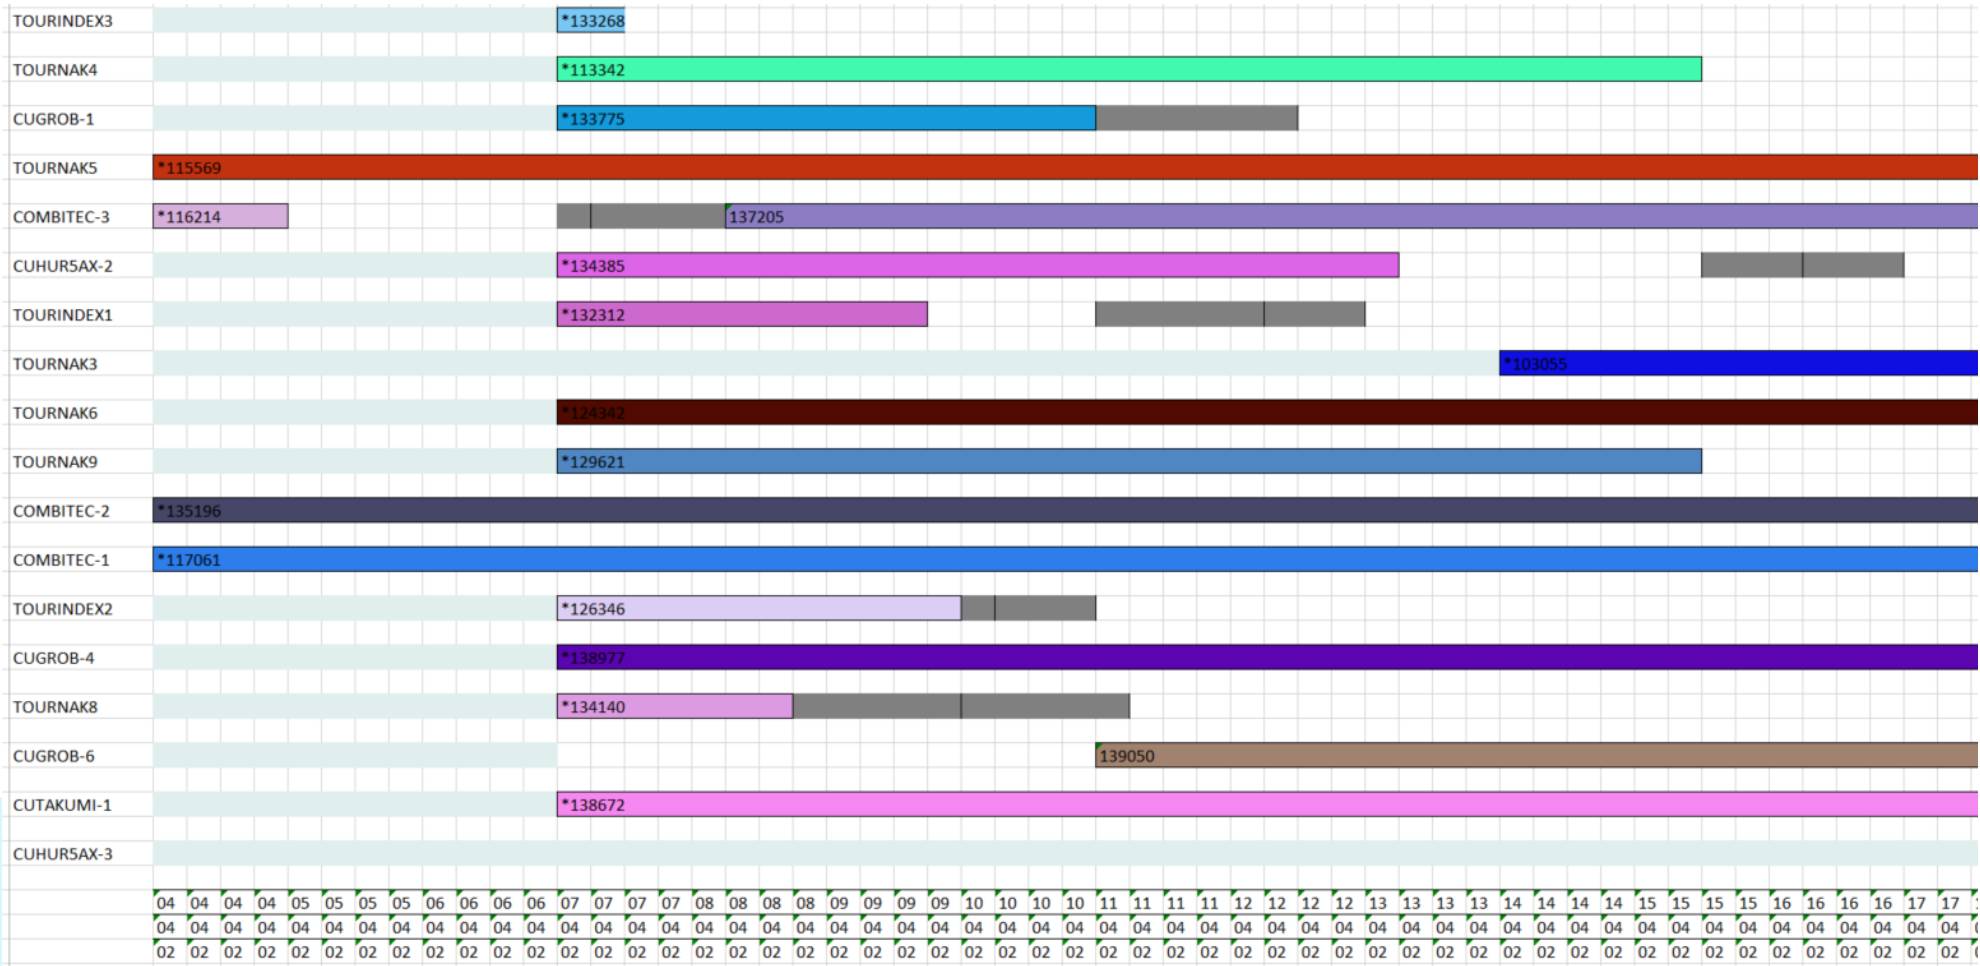 TOURINDEX3 *133268
TOURNAK4 *113342
CUGROB-1 *133775
TOURNAK5 *115569
COMBITEC-3 *116214 137205
CUHUR5AX-2 *134385
TOURINDEX1 *132312
TOURNAK3 *103055
TOURNAK6 *124342
TOURNAK9 *129621
COMBITEC-2 *135196
COMBITEC-1 *117061
TOURINDEX2 *126346
CUGROB-4 *138977
TOURNAK8 *134140
CUGROB-6 139050
CUTAKUMI-1 *138672
CUHUR5AX-3
04 04 04 04 05 05 05 05 06 06 06 06 07 07 07 07 08 08 08 08 09 09 09 09 10 10 10 10 11 11 11 11 12 12 12 12 13 13 13 13 14 14 14 14 15 15 15 15 16 16 16 16 17 17
04 04 04 04 04 04 04 04 04 04 04 04 04 04 04 04 04 04 04 04 04 04 04 04 04 04 04 04 04 04 04 04 04 04 04 04 04 04 04 04 04 04 04 04 04 04 04 04 04 04 04 04 04 04
02 02 02 02 02 02 02 02 02 02 02 02 02 02 02 02 02 02 02 02 02 02 02 02 02 02 02 02 02 02 02 02 02 02 02 02 02 02 02 02 02 02 02 02 02 02 02 02 02 02 02 02 02 02